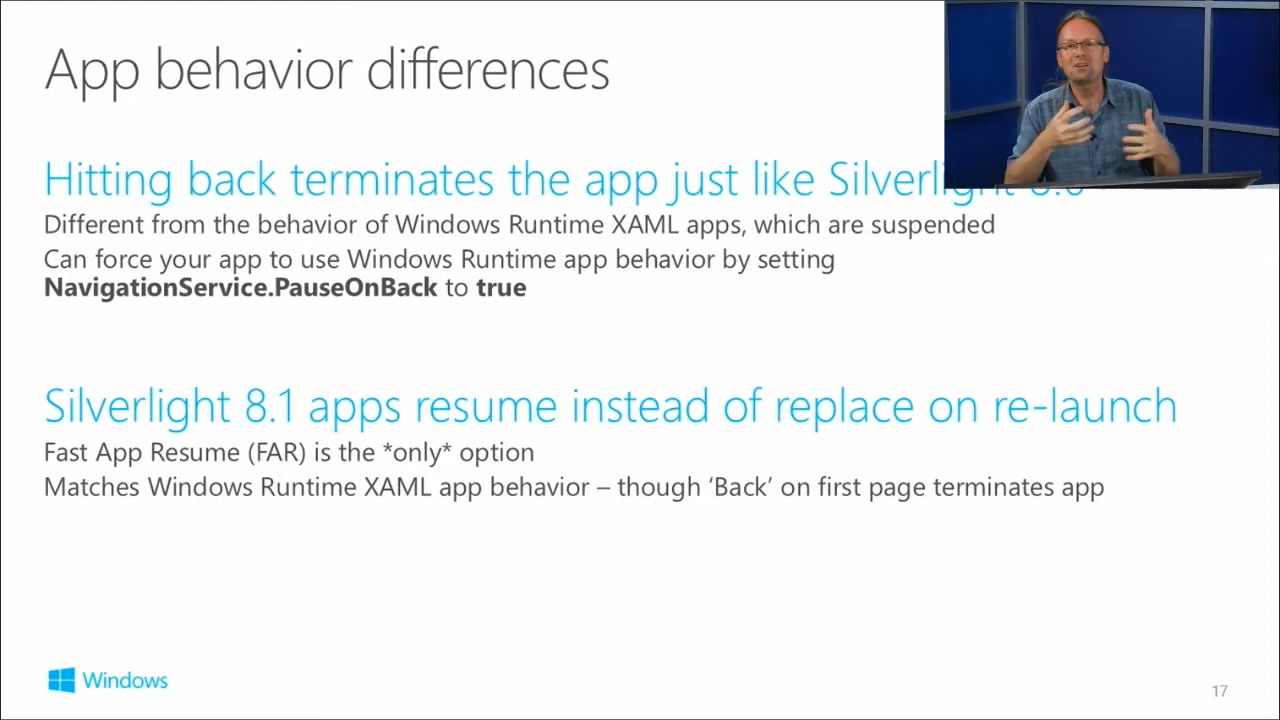 App behavior differences
Hitting back terminates the app just like Silverlight 8.0
Different from the behavior of Windows Runtime XAML apps, which are suspended
Can force your app to use Windows Runtime app behavior by setting
NavigationService.PauseOnBack to true
Silverlight 8.1 apps resume instead of replace on re-launch
Fast App Resume (FAR) is the *only* option
Matches Windows Runtime XAML app behavior – though ‘Back’ on first page terminates app
Windows
17